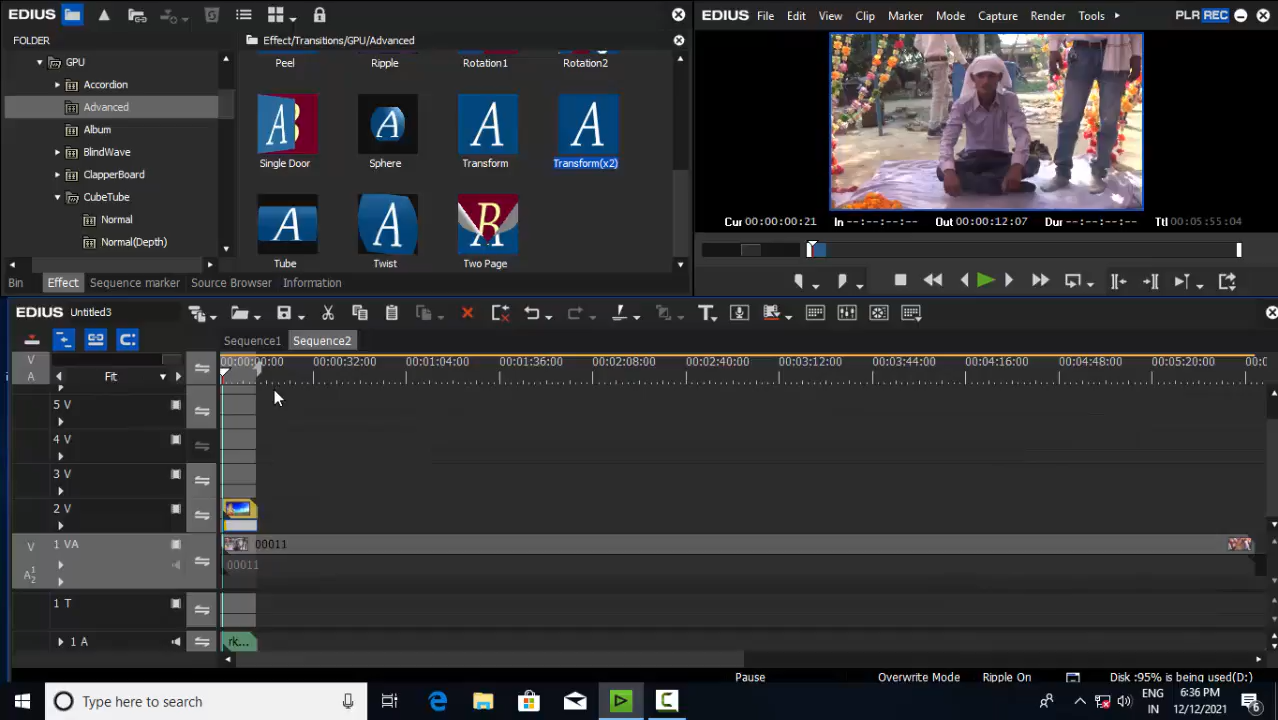 EDIUS
FOLDER
GPU
Accordion
Advanced
Album
BlindWave
ClapperBoard
CubeTube
Normal
Normal(Depth)
Effect/Transitions/GPU/Advanced
Peel Ripple Rotation1 Rotation2
Single Door Sphere Transform Transform(x2)
Tube Twist Two Page
Bin Effect Sequence marker Source Browser Information
EDIUS File Edit View Clip Marker Mode Capture Render Tools PLR REC
Cur 00:00:00:21 In --:--:--:-- Out 00:00:12:07 Dur --:--:--:-- Ttl 00:05:55:04
EDIUS Untitled3
Sequence1 Sequence2
V
A
Fit
00:00:00:00 00:00:32:00 00:01:04:00 00:01:36:00 00:02:08:00 00:02:40:00 00:03:12:00 00:03:44:00 00:04:16:00 00:04:48:00 00:05:20:00 00:0
5 V
4 V
3 V
2 V
V 1 VA 00011
A12 00011
1 T
1 A rk...
Pause Overwrite Mode Ripple On Disk :95% is being used(D:)
Type here to search
ENG
IN
6:36 PM
12/12/2021
6